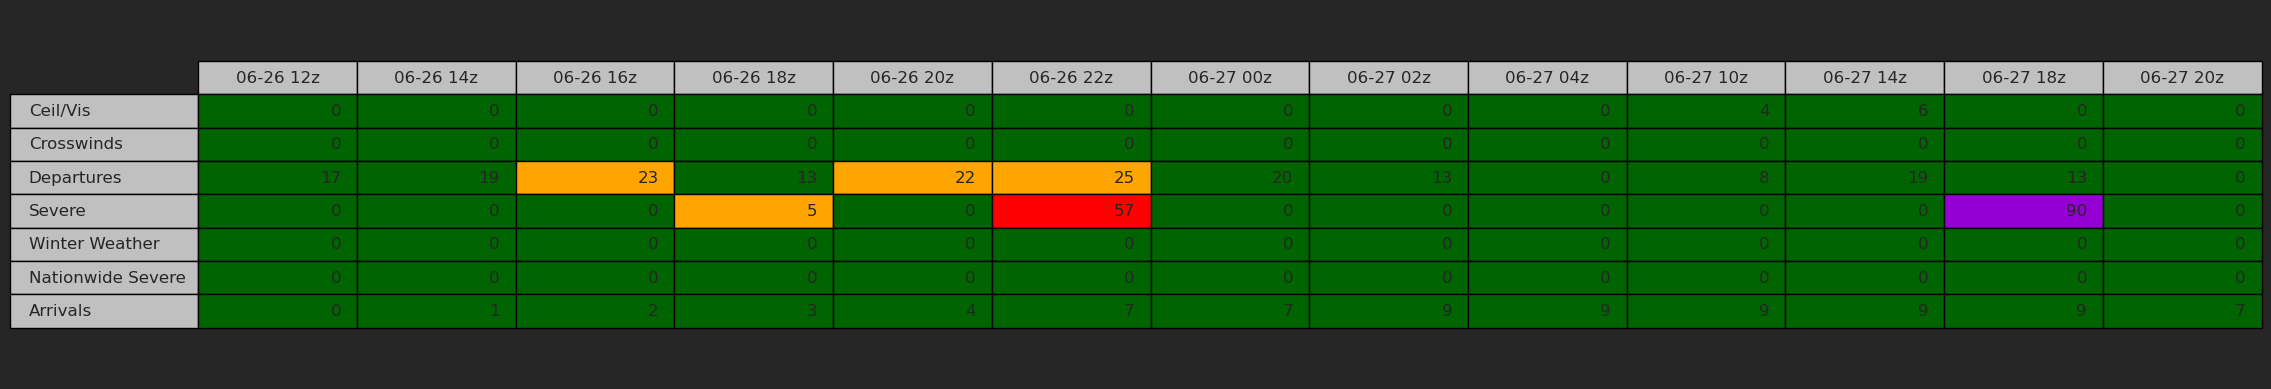 06-26 12z 06-26 14z 06-26 16z 06-26 18z 06-26 20z 06-26 22z 06-27 00z 06-27 02z 06-27 04z 06-27 10z 06-27 14z 06-27 18z 06-27 20z
Ceil/Vis 0 0 0 0 0 0 0 0 0 4 6 0 0
Crosswinds 0 0 0 0 0 0 0 0 0 0 0 0 0
Departures 17 19 23 13 22 25 20 13 0 8 19 13 0
Severe 0 0 0 5 0 57 0 0 0 0 0 90 0
Winter Weather 0 0 0 0 0 0 0 0 0 0 0 0 0
Nationwide Severe 0 0 0 0 0 0 0 0 0 0 0 0 0
Arrivals 0 1 2 3 4 7 7 9 9 9 9 9 7